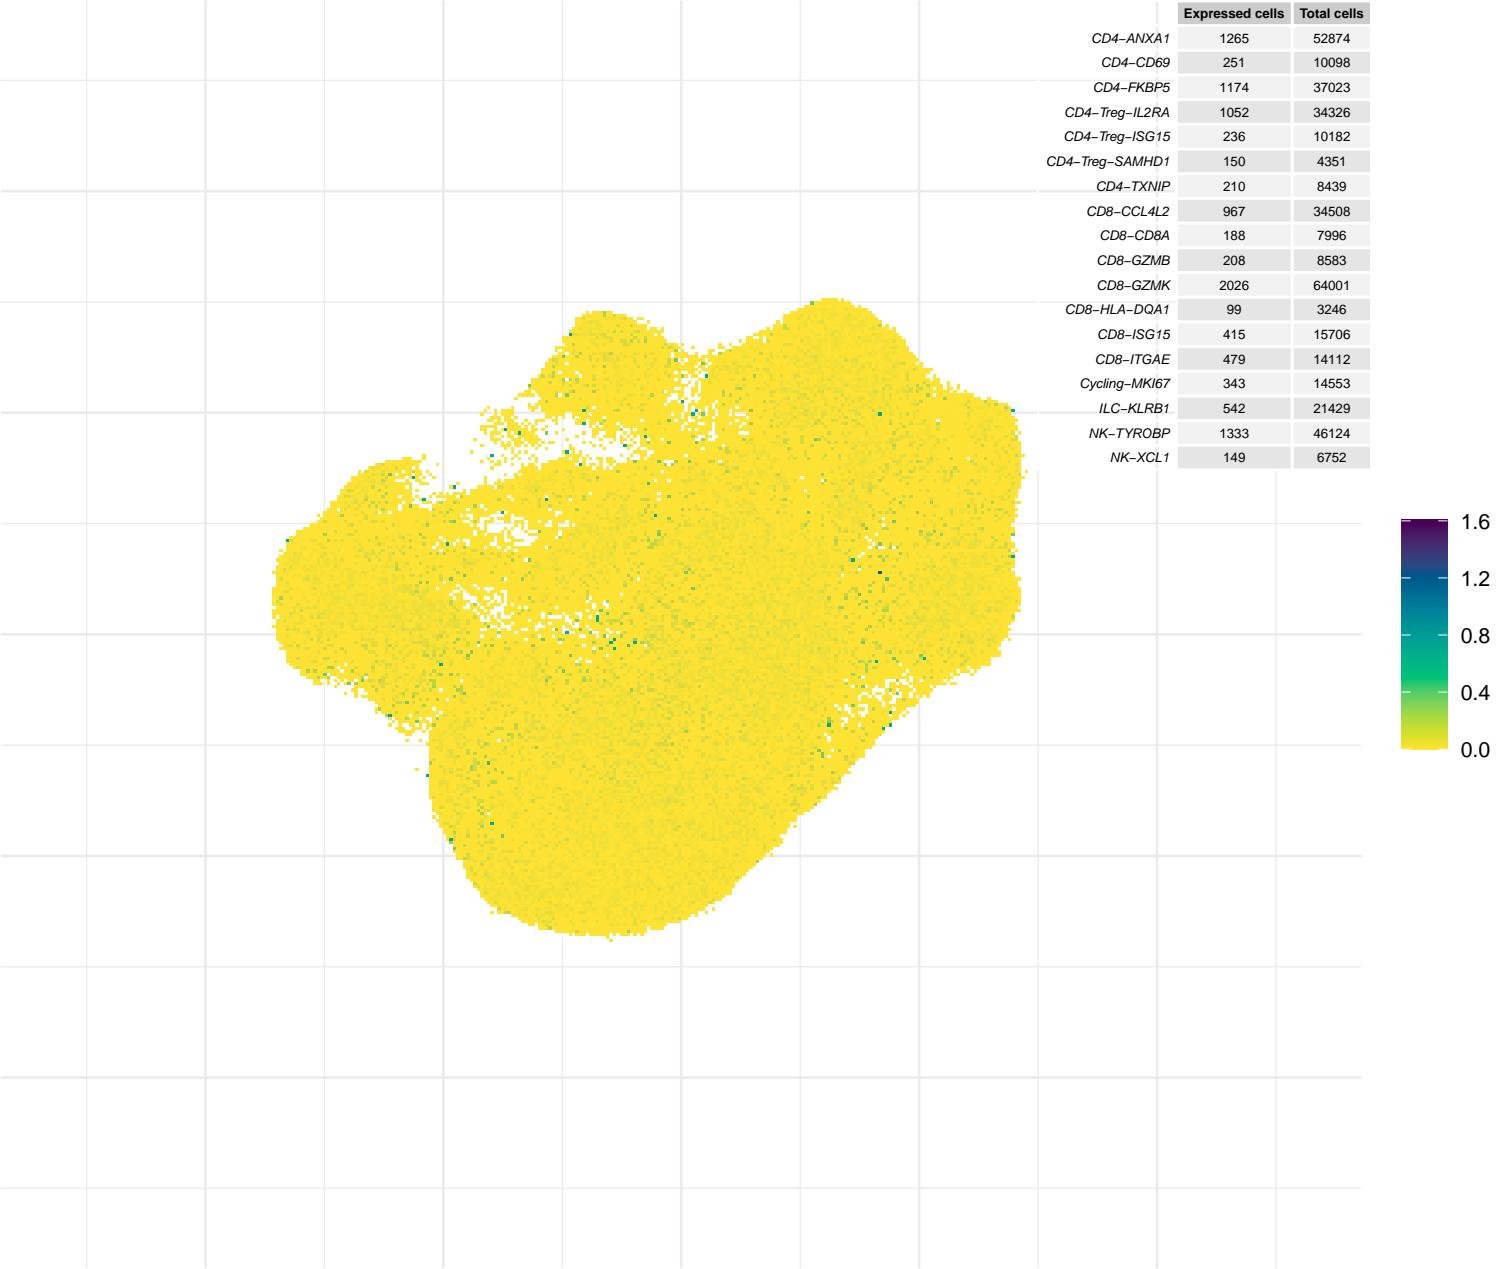 Expressed cells Total cells
CD4−ANXA1 1265 52874
CD4−CD69 251 10098
CD4−FKBP5 1174 37023
CD4−Treg−IL2RA 1052 34326
CD4−Treg−ISG15 236 10182
CD4−Treg−SAMHD1 150 4351
CD4−TXNIP 210 8439
CD8−CCL4L2 967 34508
CD8−CD8A 188 7996
CD8−GZMB 208 8583
CD8−GZMK 2026 64001
CD8−HLA−DQA1 99 3246
CD8−ISG15 415 15706
CD8−ITGAE 479 14112
Cycling−MKI67 343 14553
ILC−KLRB1 542 21429
NK−TYROBP 1333 46124
NK−XCL1 149 6752
1.6
1.2
0.8
0.4
0.0